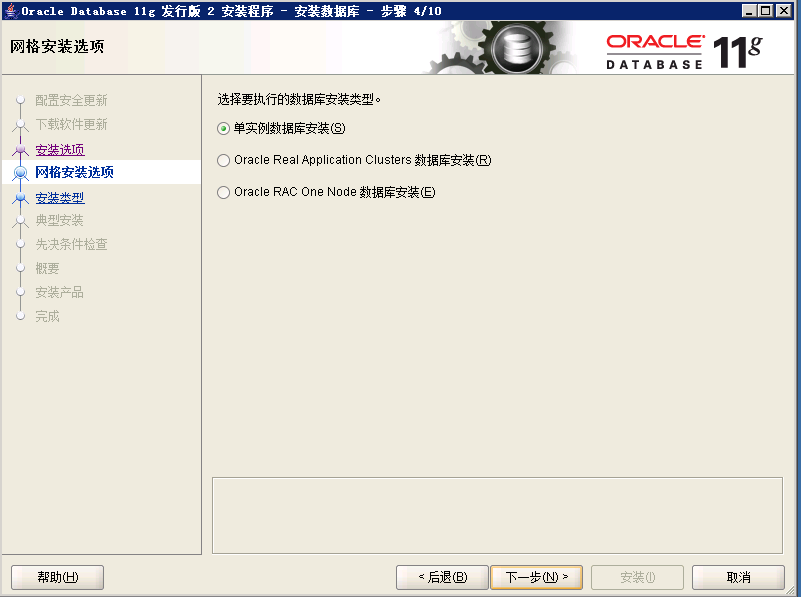 Oracle Database 11g 发行版 2 安装程序 - 安装数据库 - 步骤 4/10
网格安装选项
ORACLE 11g
DATABASE
配置安全更新
下载软件更新
安装选项
网格安装选项
安装类型
典型安装
先决条件检查
概要
安装产品
完成
选择要执行的数据库安装类型。
单实例数据库安装(S)
Oracle Real Application Clusters 数据库安装(R)
Oracle RAC One Node 数据库安装(E)
帮助(H)
< 后退(B)
下一步(N) >
安装(I)
取消